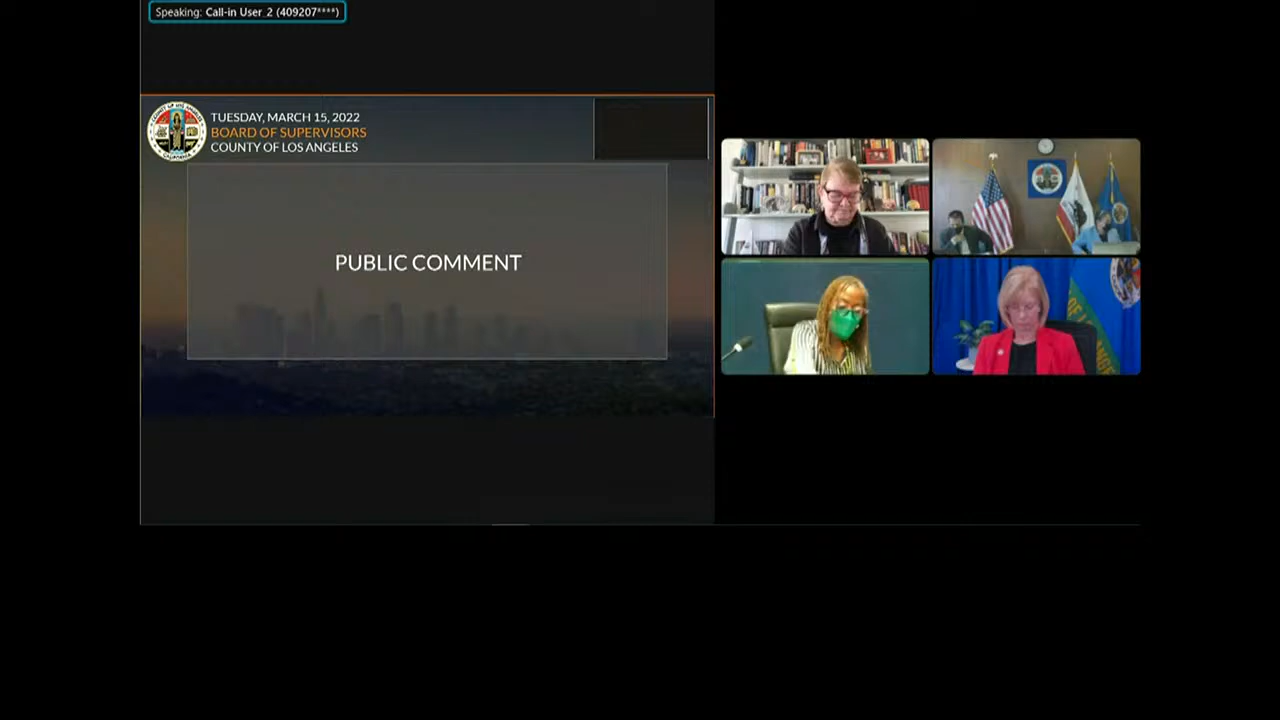 Speaking: Call-in User_2 (409207****)
TUESDAY, MARCH 15, 2022
BOARD OF SUPERVISORS
COUNTY OF LOS ANGELES
PUBLIC COMMENT